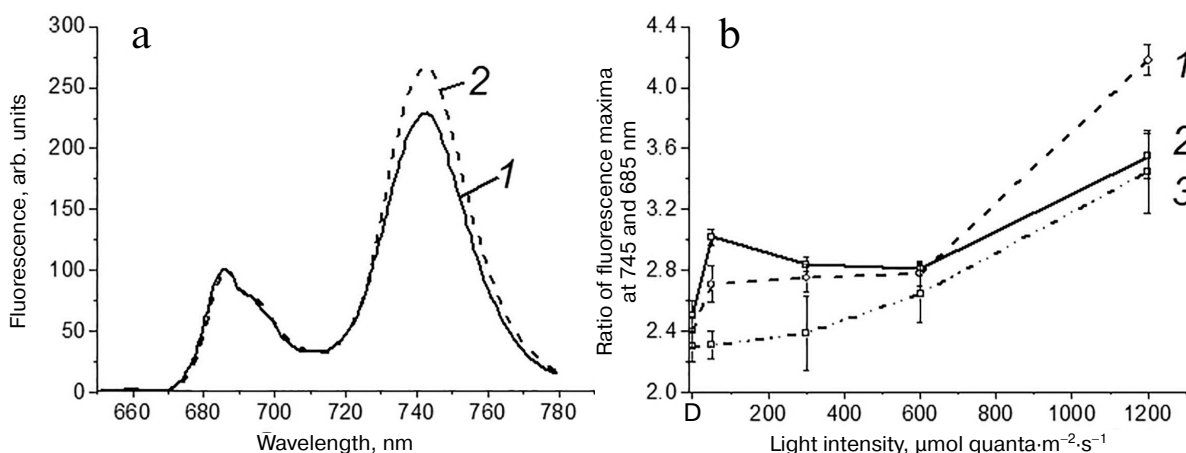 a
300
250
200
150
100
50
0
Fluorescence, arb. units
2
1
660 680 700 720 740 760 780
Wavelength, nm
b
4.4
4.0
3.6
3.2
2.8
2.4
2.0
Ratio of fluorescence maxima
at 745 and 685 nm
1
2
3
D 200 400 600 800 1000 1200
Light intensity, μmol quanta·m⁻²·s⁻¹